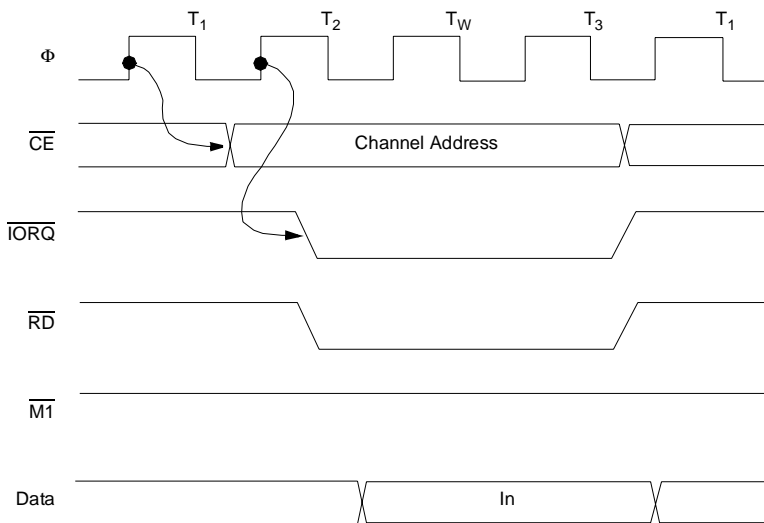 T1 T2 TW T3 T1
Φ
CE Channel Address
IORQ
RD
M1
Data In